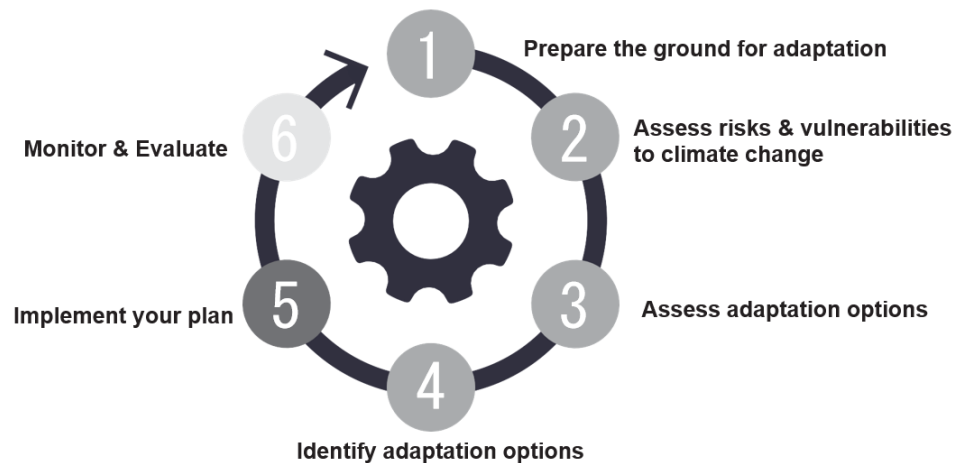 1
Prepare the ground for adaptation
2
Assess risks & vulnerabilities
to climate change
3
Assess adaptation options
4
Identify adaptation options
5
Implement your plan
6
Monitor & Evaluate